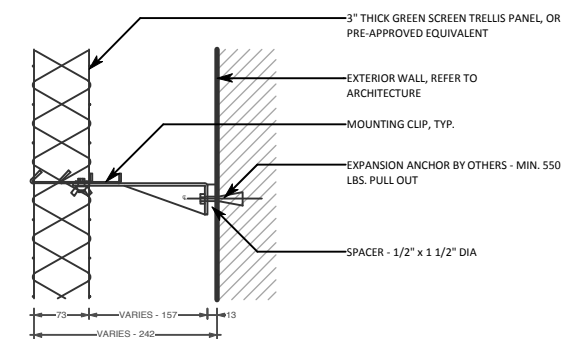 3" THICK GREEN SCREEN TRELLIS PANEL, OR
PRE-APPROVED EQUIVALENT
EXTERIOR WALL, REFER TO
ARCHITECTURE
MOUNTING CLIP, TYP.
EXPANSION ANCHOR BY OTHERS - MIN. 550
LBS. PULL OUT
SPACER - 1/2" x 1 1/2" DIA
73
VARIES - 157
13
VARIES - 242